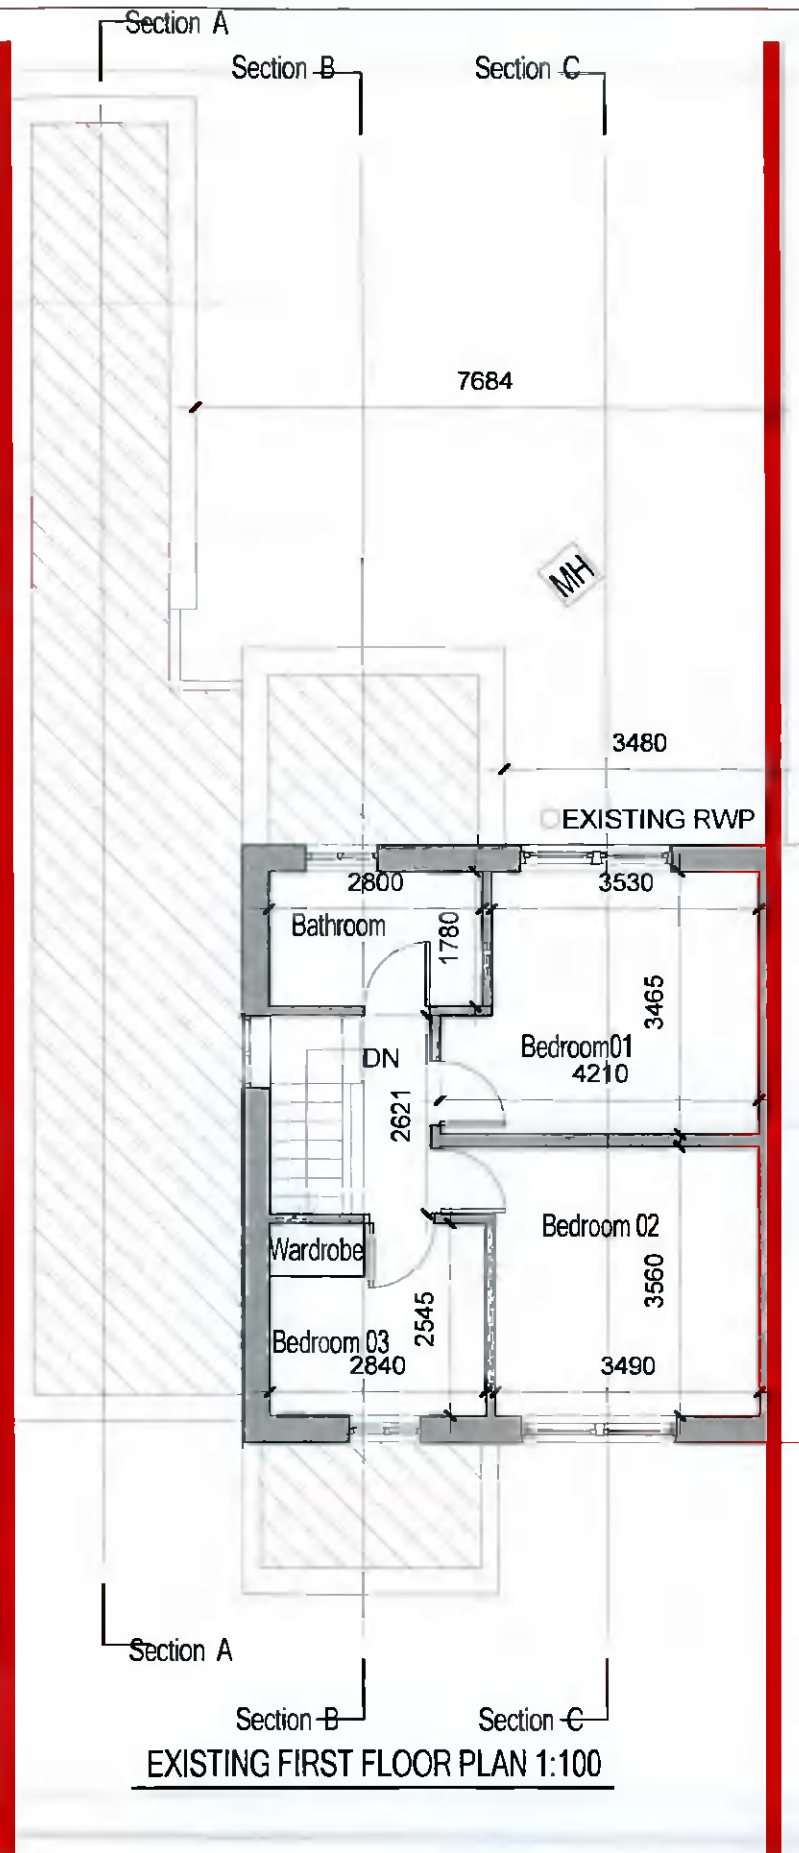 Section A
Section B
Section C
7684
MH
3480
EXISTING RWP
2800
3530
Bathroom
1780
3465
DN
Bedroom01
4210
2621
Bedroom 02
Wardrobe
3560
2545
Bedroom 03
2840
3490
Section A
Section B
Section C
EXISTING FIRST FLOOR PLAN 1:100